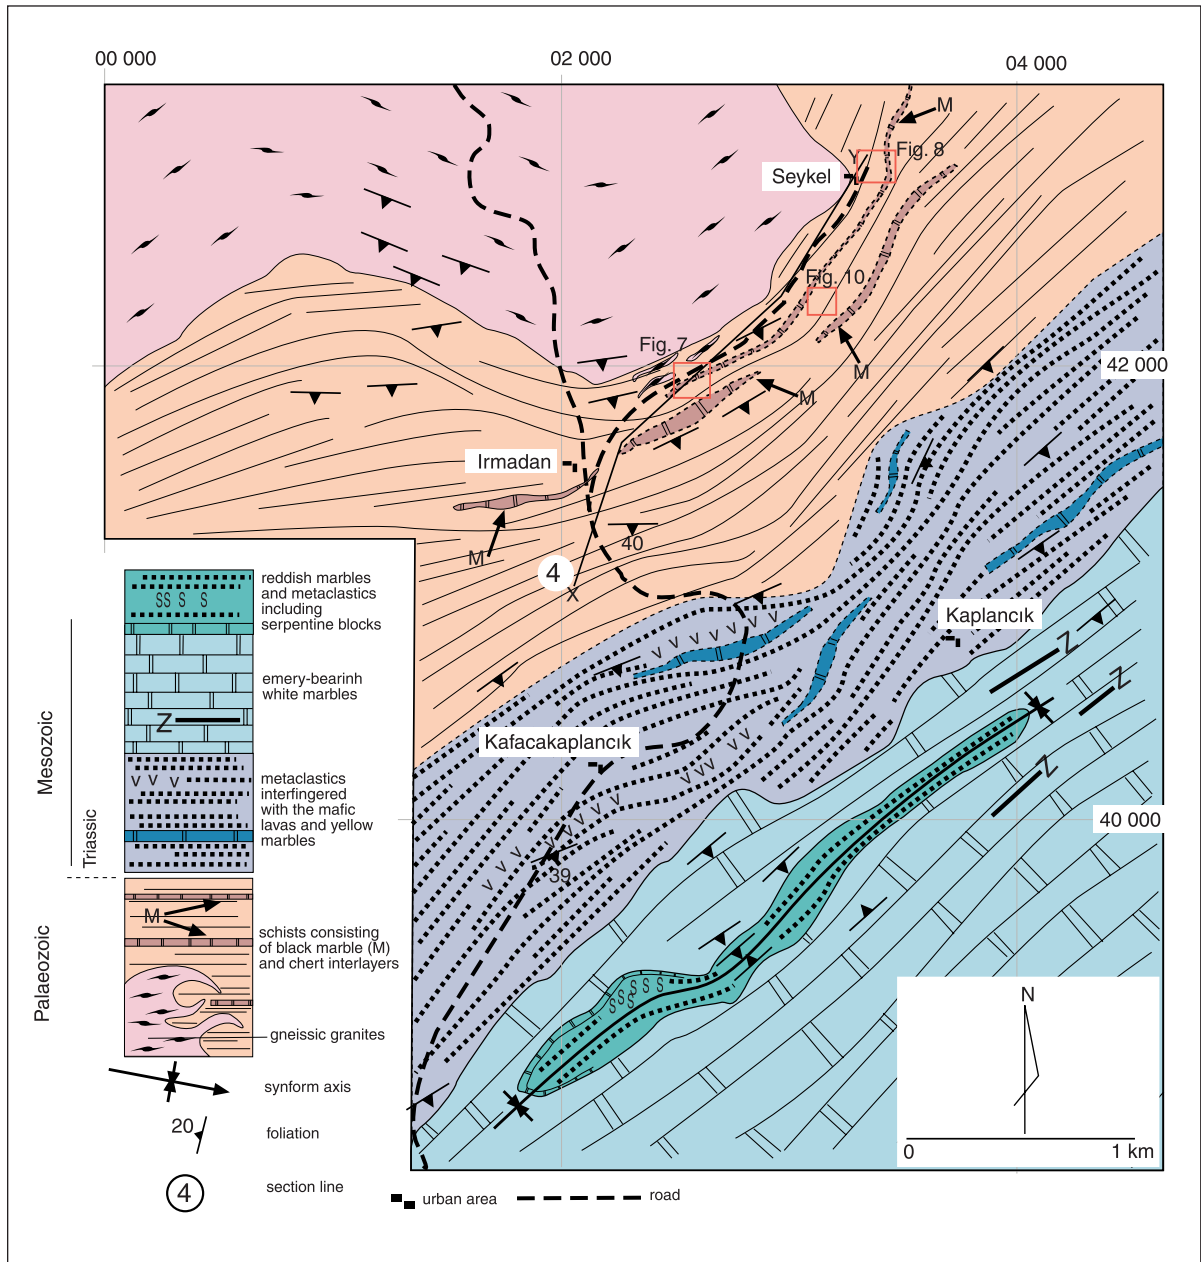 00 000
02 000
04 000
M
Y
Fig. 8
Seykel
Fig. 10
Fig. 7
M
42 000
M
Irmadan
M
40
4
X
Kaplancık
V V V V V V V
Z
Z
Kafacakaplancık
V V
V V V
Z
V V V V
V V V
V V
V V
V
40 000
39
S S S S
S S S
N
0
1 km
reddish marbles
and metaclastics
including
serpentine blocks
SS S S
emery-bearinh
white marbles
Z
Mesozoic
Triassic
V V V
metaclastics
interfingered
with the mafic
lavas and yellow
marbles
Palaeozoic
M
schists consisting
of black marble (M)
and chert interlayers
gneissic granites
synform axis
20
foliation
4
section line
urban area
road